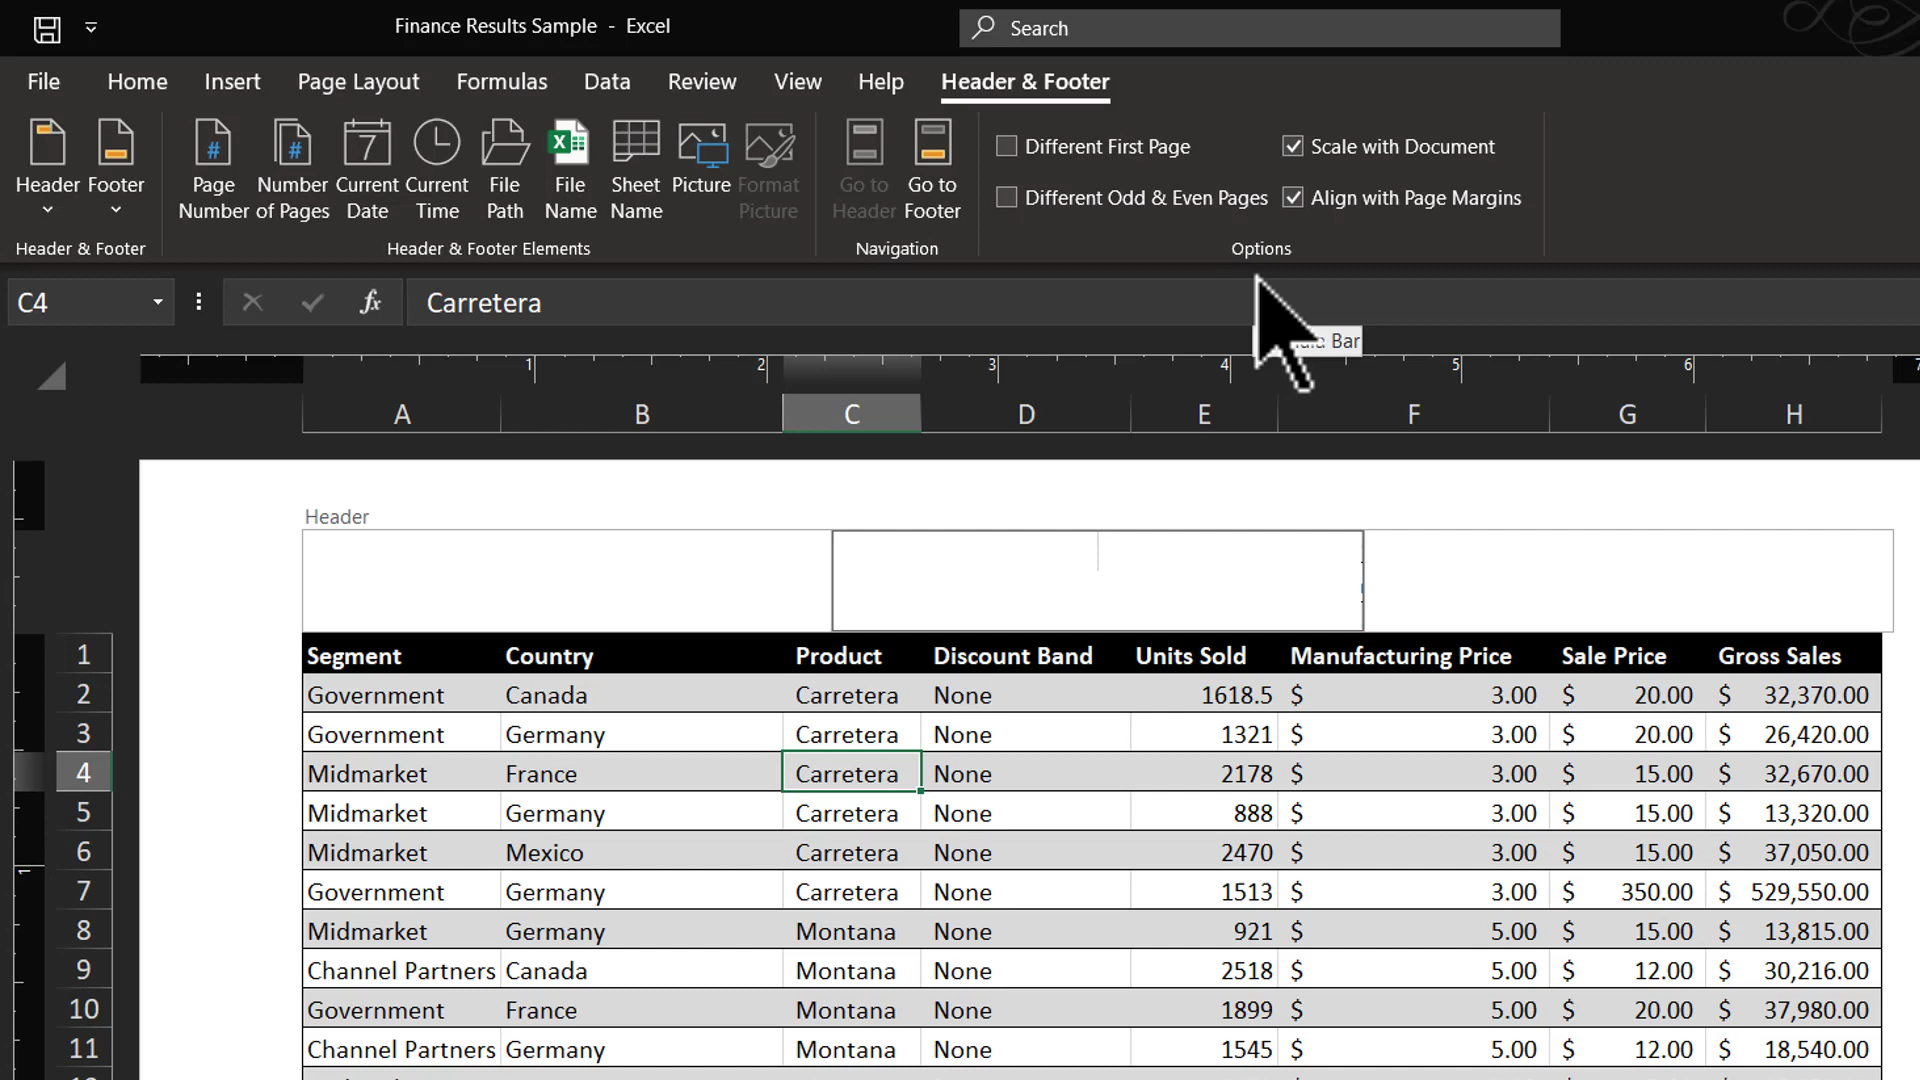 Finance Results Sample - Excel
Search
File Home Insert Page Layout Formulas Data Review View Help Header & Footer
Header Footer
Page Number
Number of Pages
Current Date
Current Time
File Path
File Name
Sheet Name
Picture
Format Picture
Go to Header
Go to Footer
Different First Page
Scale with Document
Different Odd & Even Pages
Align with Page Margins
Header & Footer
Header & Footer Elements
Navigation
Options
C4
fx
Carretera
Bar
1 2 3 4 5 6
A B C D E F G H
Header
1 Segment Country Product Discount Band Units Sold Manufacturing Price Sale Price Gross Sales
2 Government Canada Carretera None 1618.5 $ 3.00 $ 20.00 $ 32,370.00
3 Government Germany Carretera None 1321 $ 3.00 $ 20.00 $ 26,420.00
4 Midmarket France Carretera None 2178 $ 3.00 $ 15.00 $ 32,670.00
5 Midmarket Germany Carretera None 888 $ 3.00 $ 15.00 $ 13,320.00
6 Midmarket Mexico Carretera None 2470 $ 3.00 $ 15.00 $ 37,050.00
7 Government Germany Carretera None 1513 $ 3.00 $ 350.00 $ 529,550.00
8 Midmarket Germany Montana None 921 $ 5.00 $ 15.00 $ 13,815.00
9 Channel Partners Canada Montana None 2518 $ 5.00 $ 12.00 $ 30,216.00
10 Government France Montana None 1899 $ 5.00 $ 20.00 $ 37,980.00
11 Channel Partners Germany Montana None 1545 $ 5.00 $ 12.00 $ 18,540.00